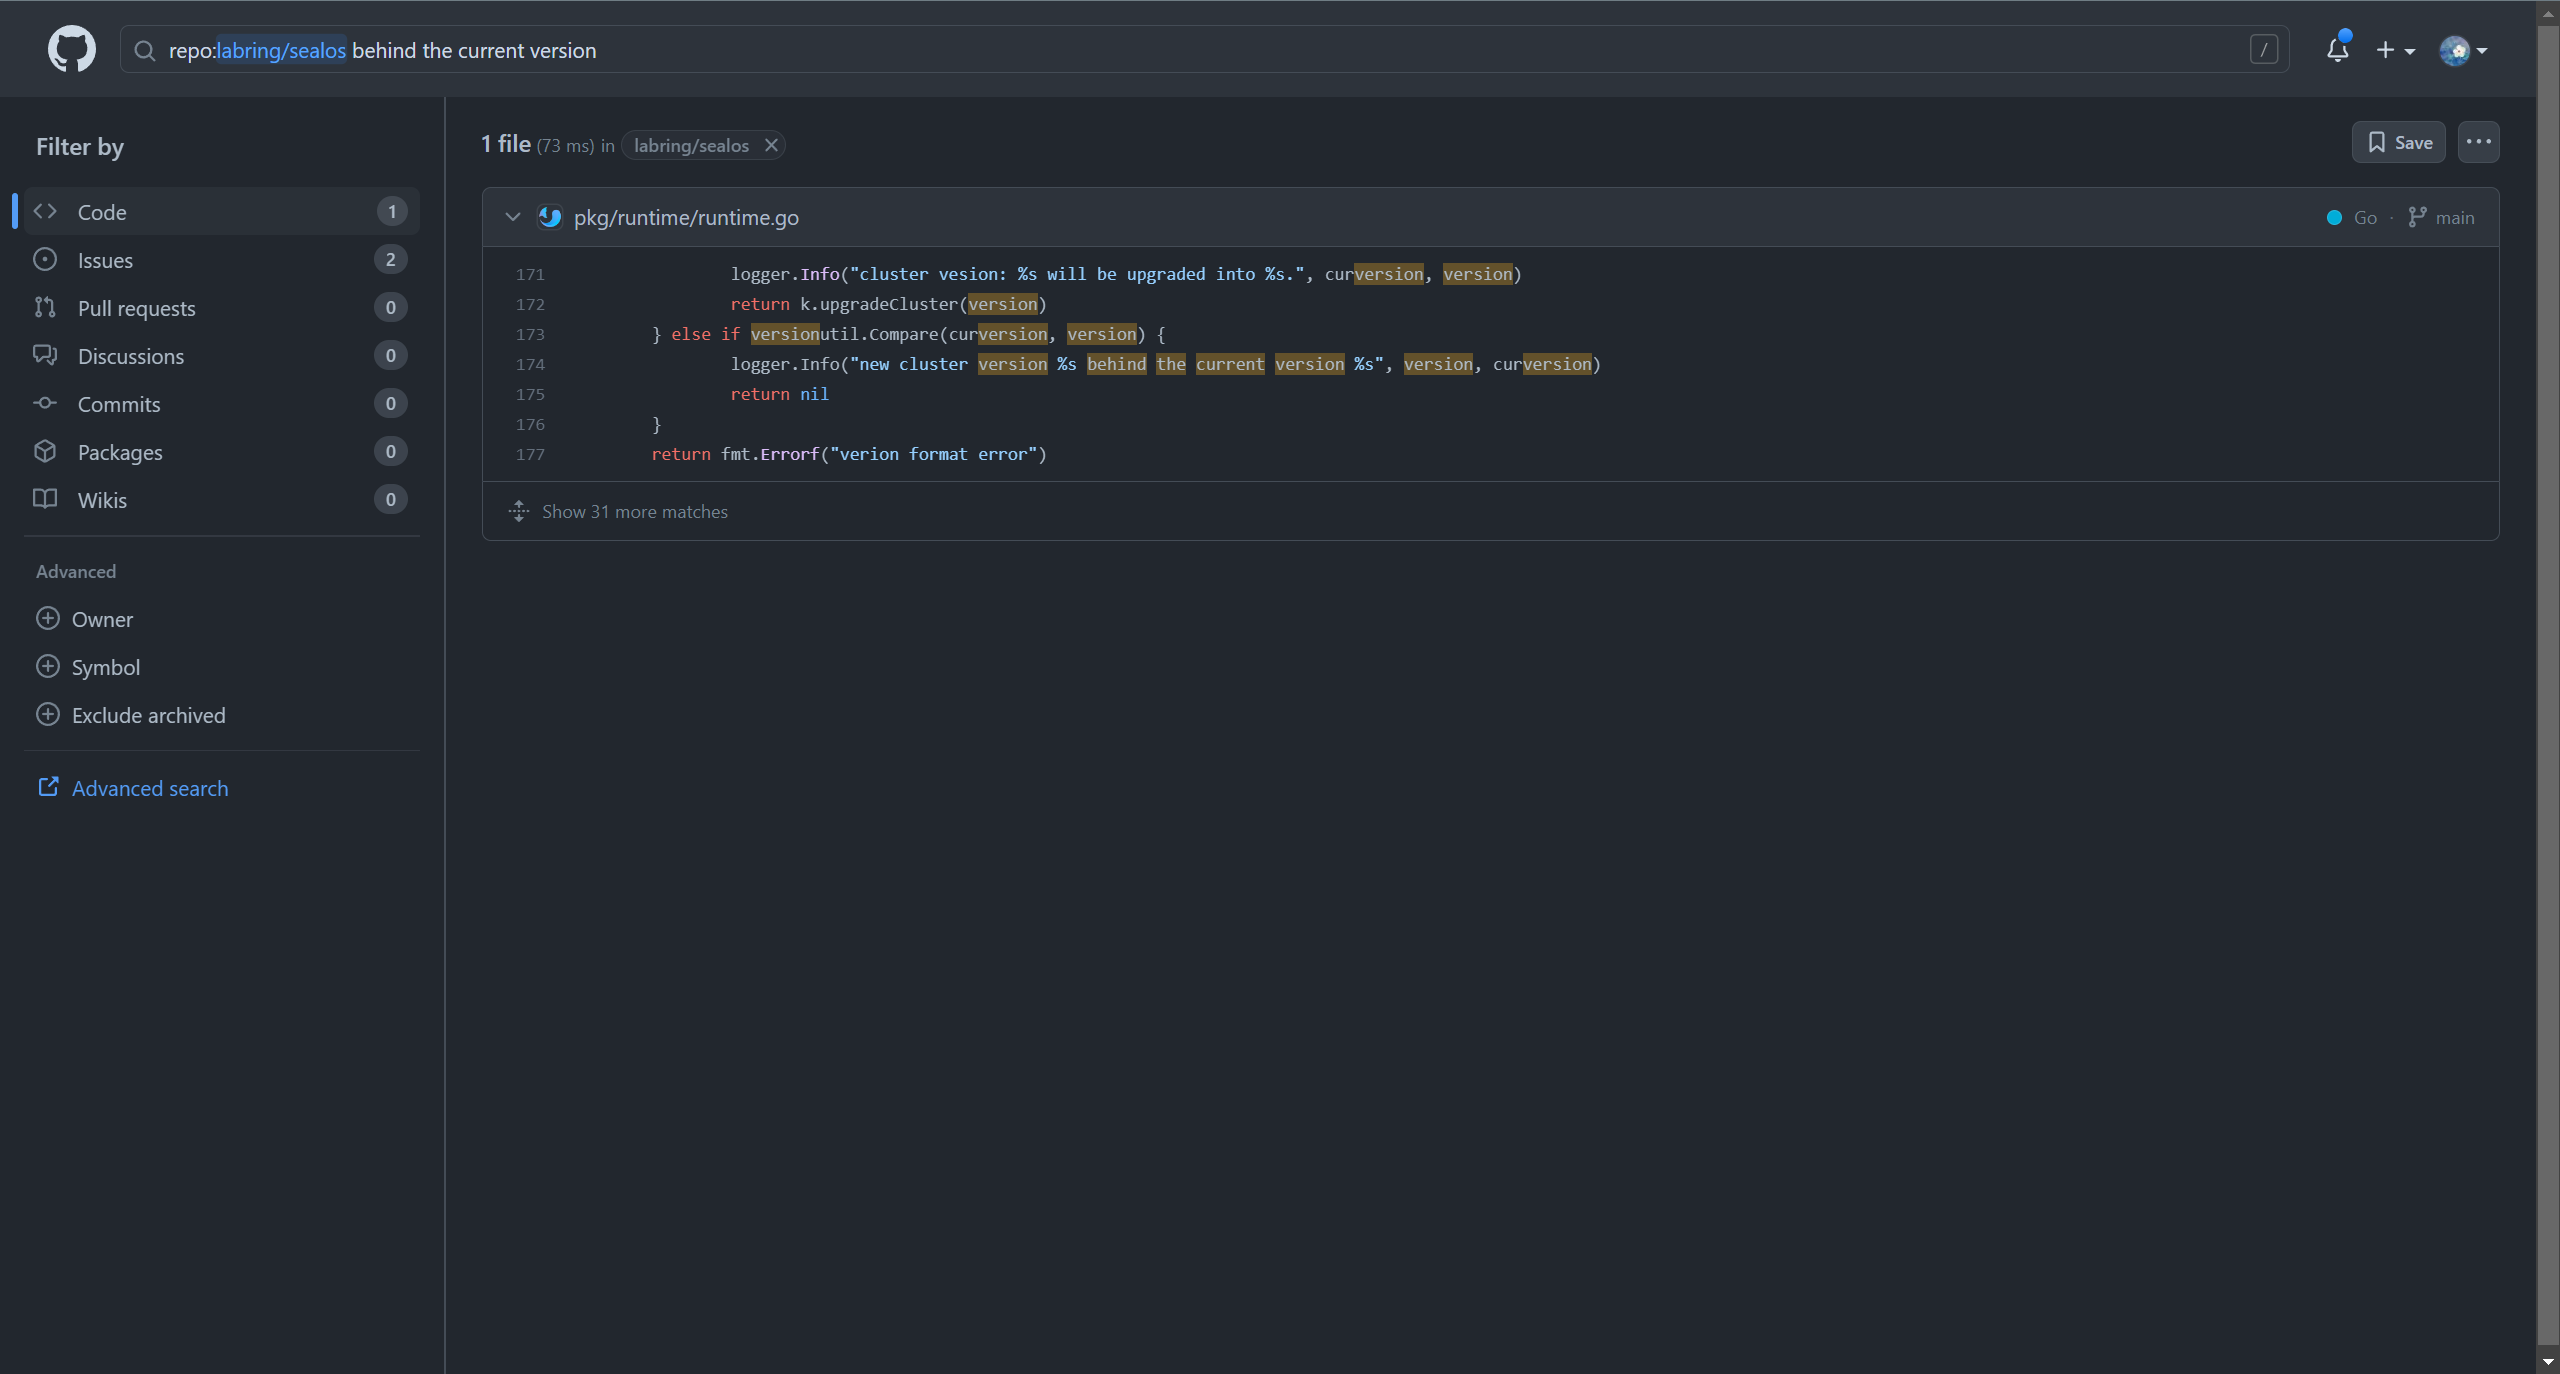 repo:labring/sealos behind the current version
/
Filter by
Code 1
Issues 2
Pull requests 0
Discussions 0
Commits 0
Packages 0
Wikis 0
Advanced
Owner
Symbol
Exclude archived
Advanced search
1 file (73 ms) in labring/sealos
Save
pkg/runtime/runtime.go
Go · main
171 logger.Info("cluster vesion: %s will be upgraded into %s.", curversion, version)
172 return k.upgradeCluster(version)
173 } else if versionutil.Compare(curversion, version) {
174 logger.Info("new cluster version %s behind the current version %s", version, curversion)
175 return nil
176 }
177 return fmt.Errorf("verion format error")
Show 31 more matches